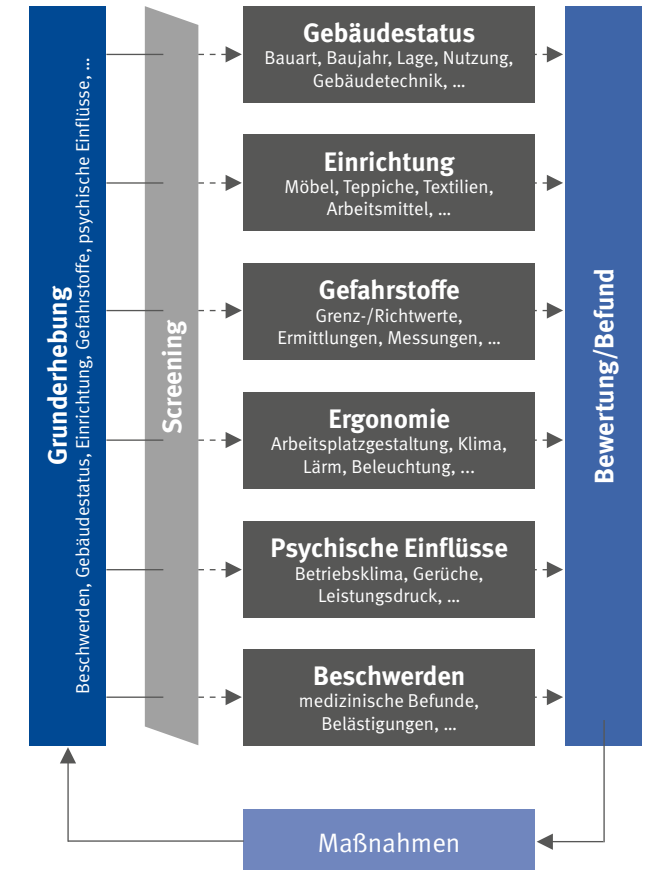 Grunderhebung
Beschwerden, Gebäudestatus, Einrichtung, Gefahrstoffe, psychische Einflüsse, ...
Screening
Gebäudestatus
Bauart, Baujahr, Lage, Nutzung,
Gebäudetechnik, ...
Einrichtung
Möbel, Teppiche, Textilien,
Arbeitsmittel, ...
Gefahrstoffe
Grenz-/Richtwerte,
Ermittlungen, Messungen, ...
Ergonomie
Arbeitsplatzgestaltung, Klima,
Lärm, Beleuchtung, ...
Psychische Einflüsse
Betriebsklima, Gerüche,
Leistungsdruck, ...
Beschwerden
medizinische Befunde,
Belästigungen, ...
Bewertung/Befund
Maßnahmen